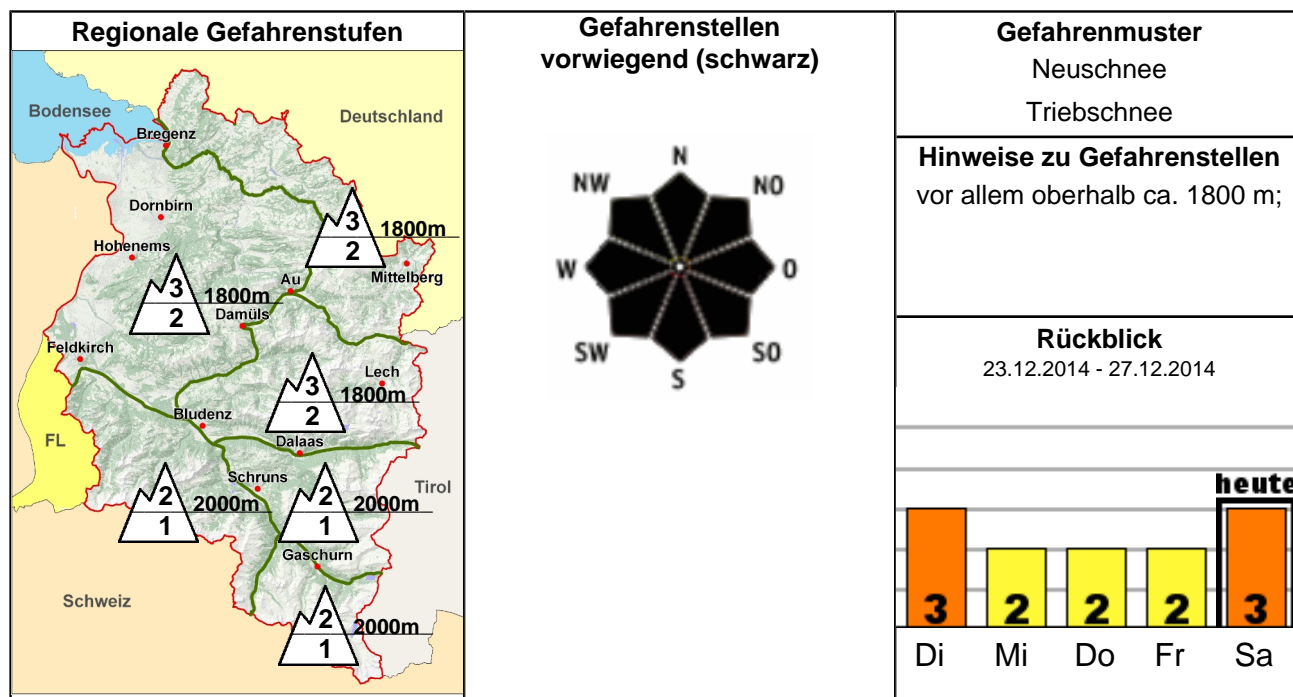 Regionale Gefahrenstufen
Bodensee
Deutschland
Bregenz
Dornbirn
3
1800m
2
Hohenems
Mittelberg
3
Au
1800m
2
Damüls
Feldkirch
Lech
3
1800m
2
Bludenz
FL
Dalaas
Schruns
Tirol
2
2000m
1
2
2000m
1
Gaschurn
Schweiz
2
2000m
1
Gefahrenstellen
vorwiegend (schwarz)
N
NW
NO
W
O
SW
SO
S
Gefahrenmuster
Neuschnee
Triebschnee
Hinweise zu Gefahrenstellen
vor allem oberhalb ca. 1800 m;
Rückblick
23.12.2014 - 27.12.2014
heute
3 2 2 2 3
Di Mi Do Fr Sa